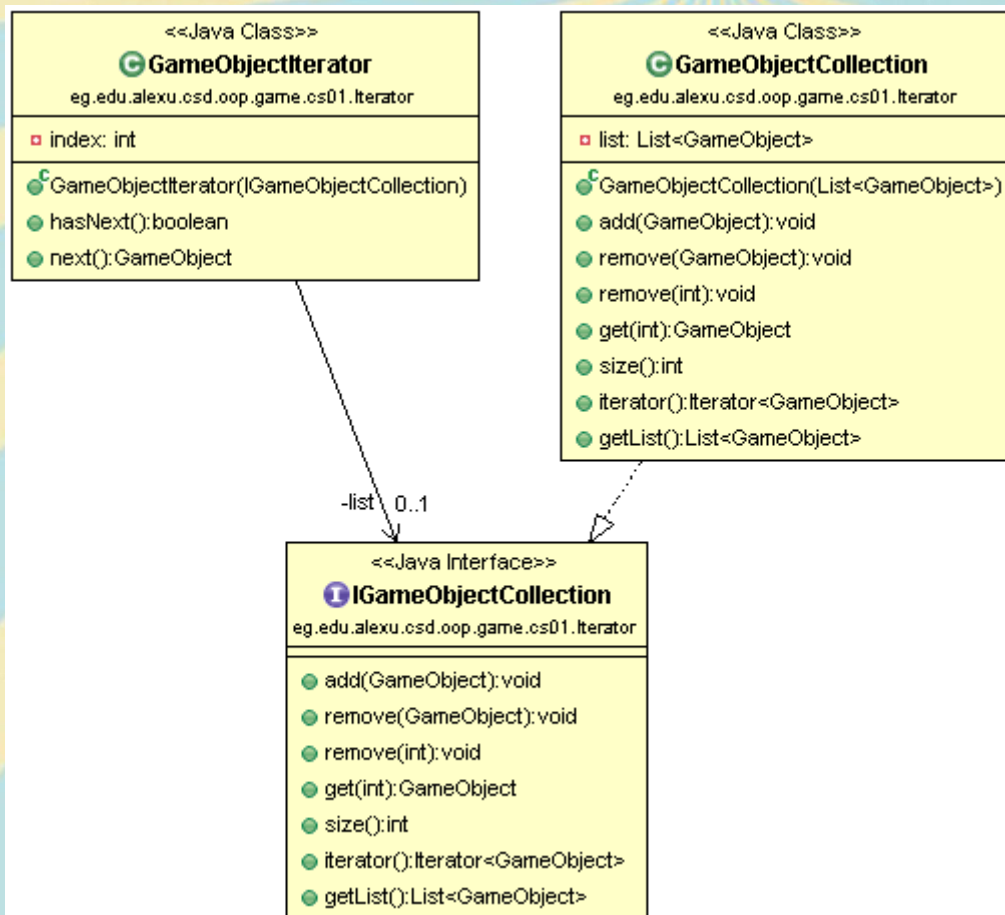 <<Java Class>>
GameObjectIterator
eg.edu.alexu.csd.oop.game.cs01.Iterator
index: int
GameObjectIterator(IGameObjectCollection)
hasNext():boolean
next():GameObject
<<Java Class>>
GameObjectCollection
eg.edu.alexu.csd.oop.game.cs01.Iterator
list: List<GameObject>
GameObjectCollection(List<GameObject>)
add(GameObject):void
remove(GameObject):void
remove(int):void
get(int):GameObject
size():int
iterator():Iterator<GameObject>
getList():List<GameObject>
-list 0..1
<<Java Interface>>
IGameObjectCollection
eg.edu.alexu.csd.oop.game.cs01.Iterator
add(GameObject):void
remove(GameObject):void
remove(int):void
get(int):GameObject
size():int
iterator():Iterator<GameObject>
getList():List<GameObject>